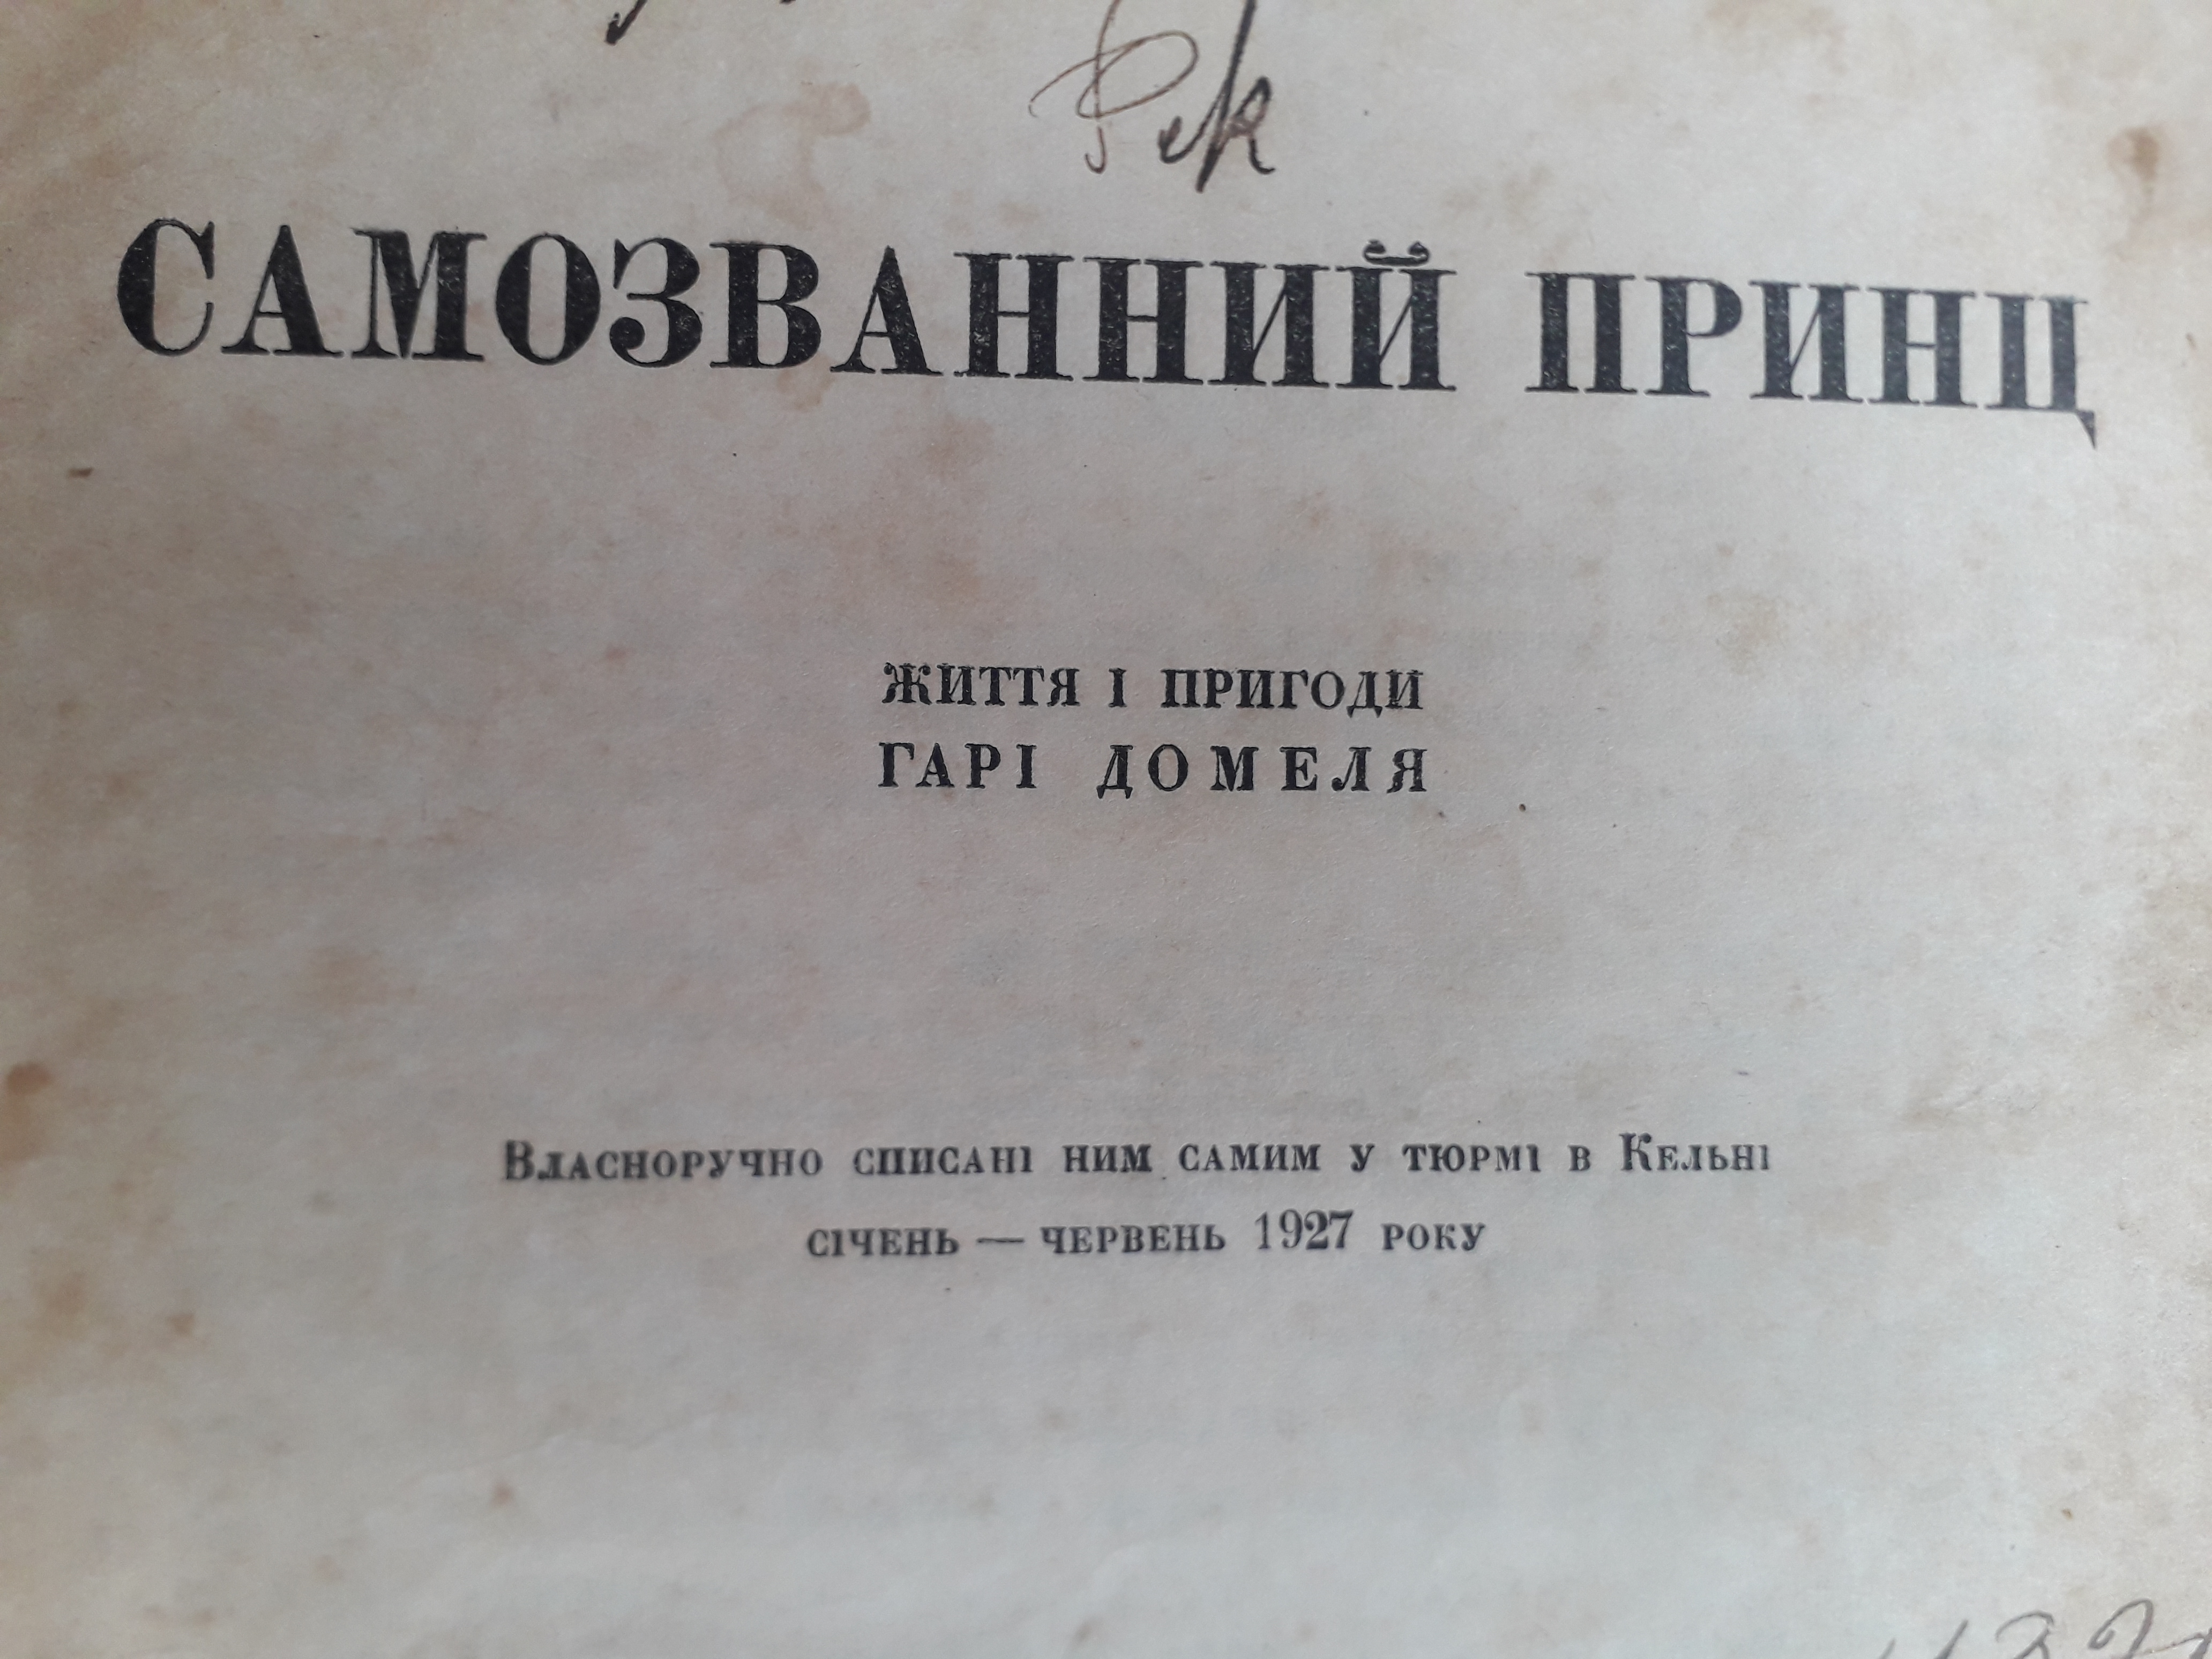 САМОЗВАННИЙ ПРИНЦ
ЖИТТЯ І ПРИГОДИ
ГАРІ ДОМЕЛЯ
Власноручно списані ним самим у тюрмі в Кельні
січень — червень 1927 року